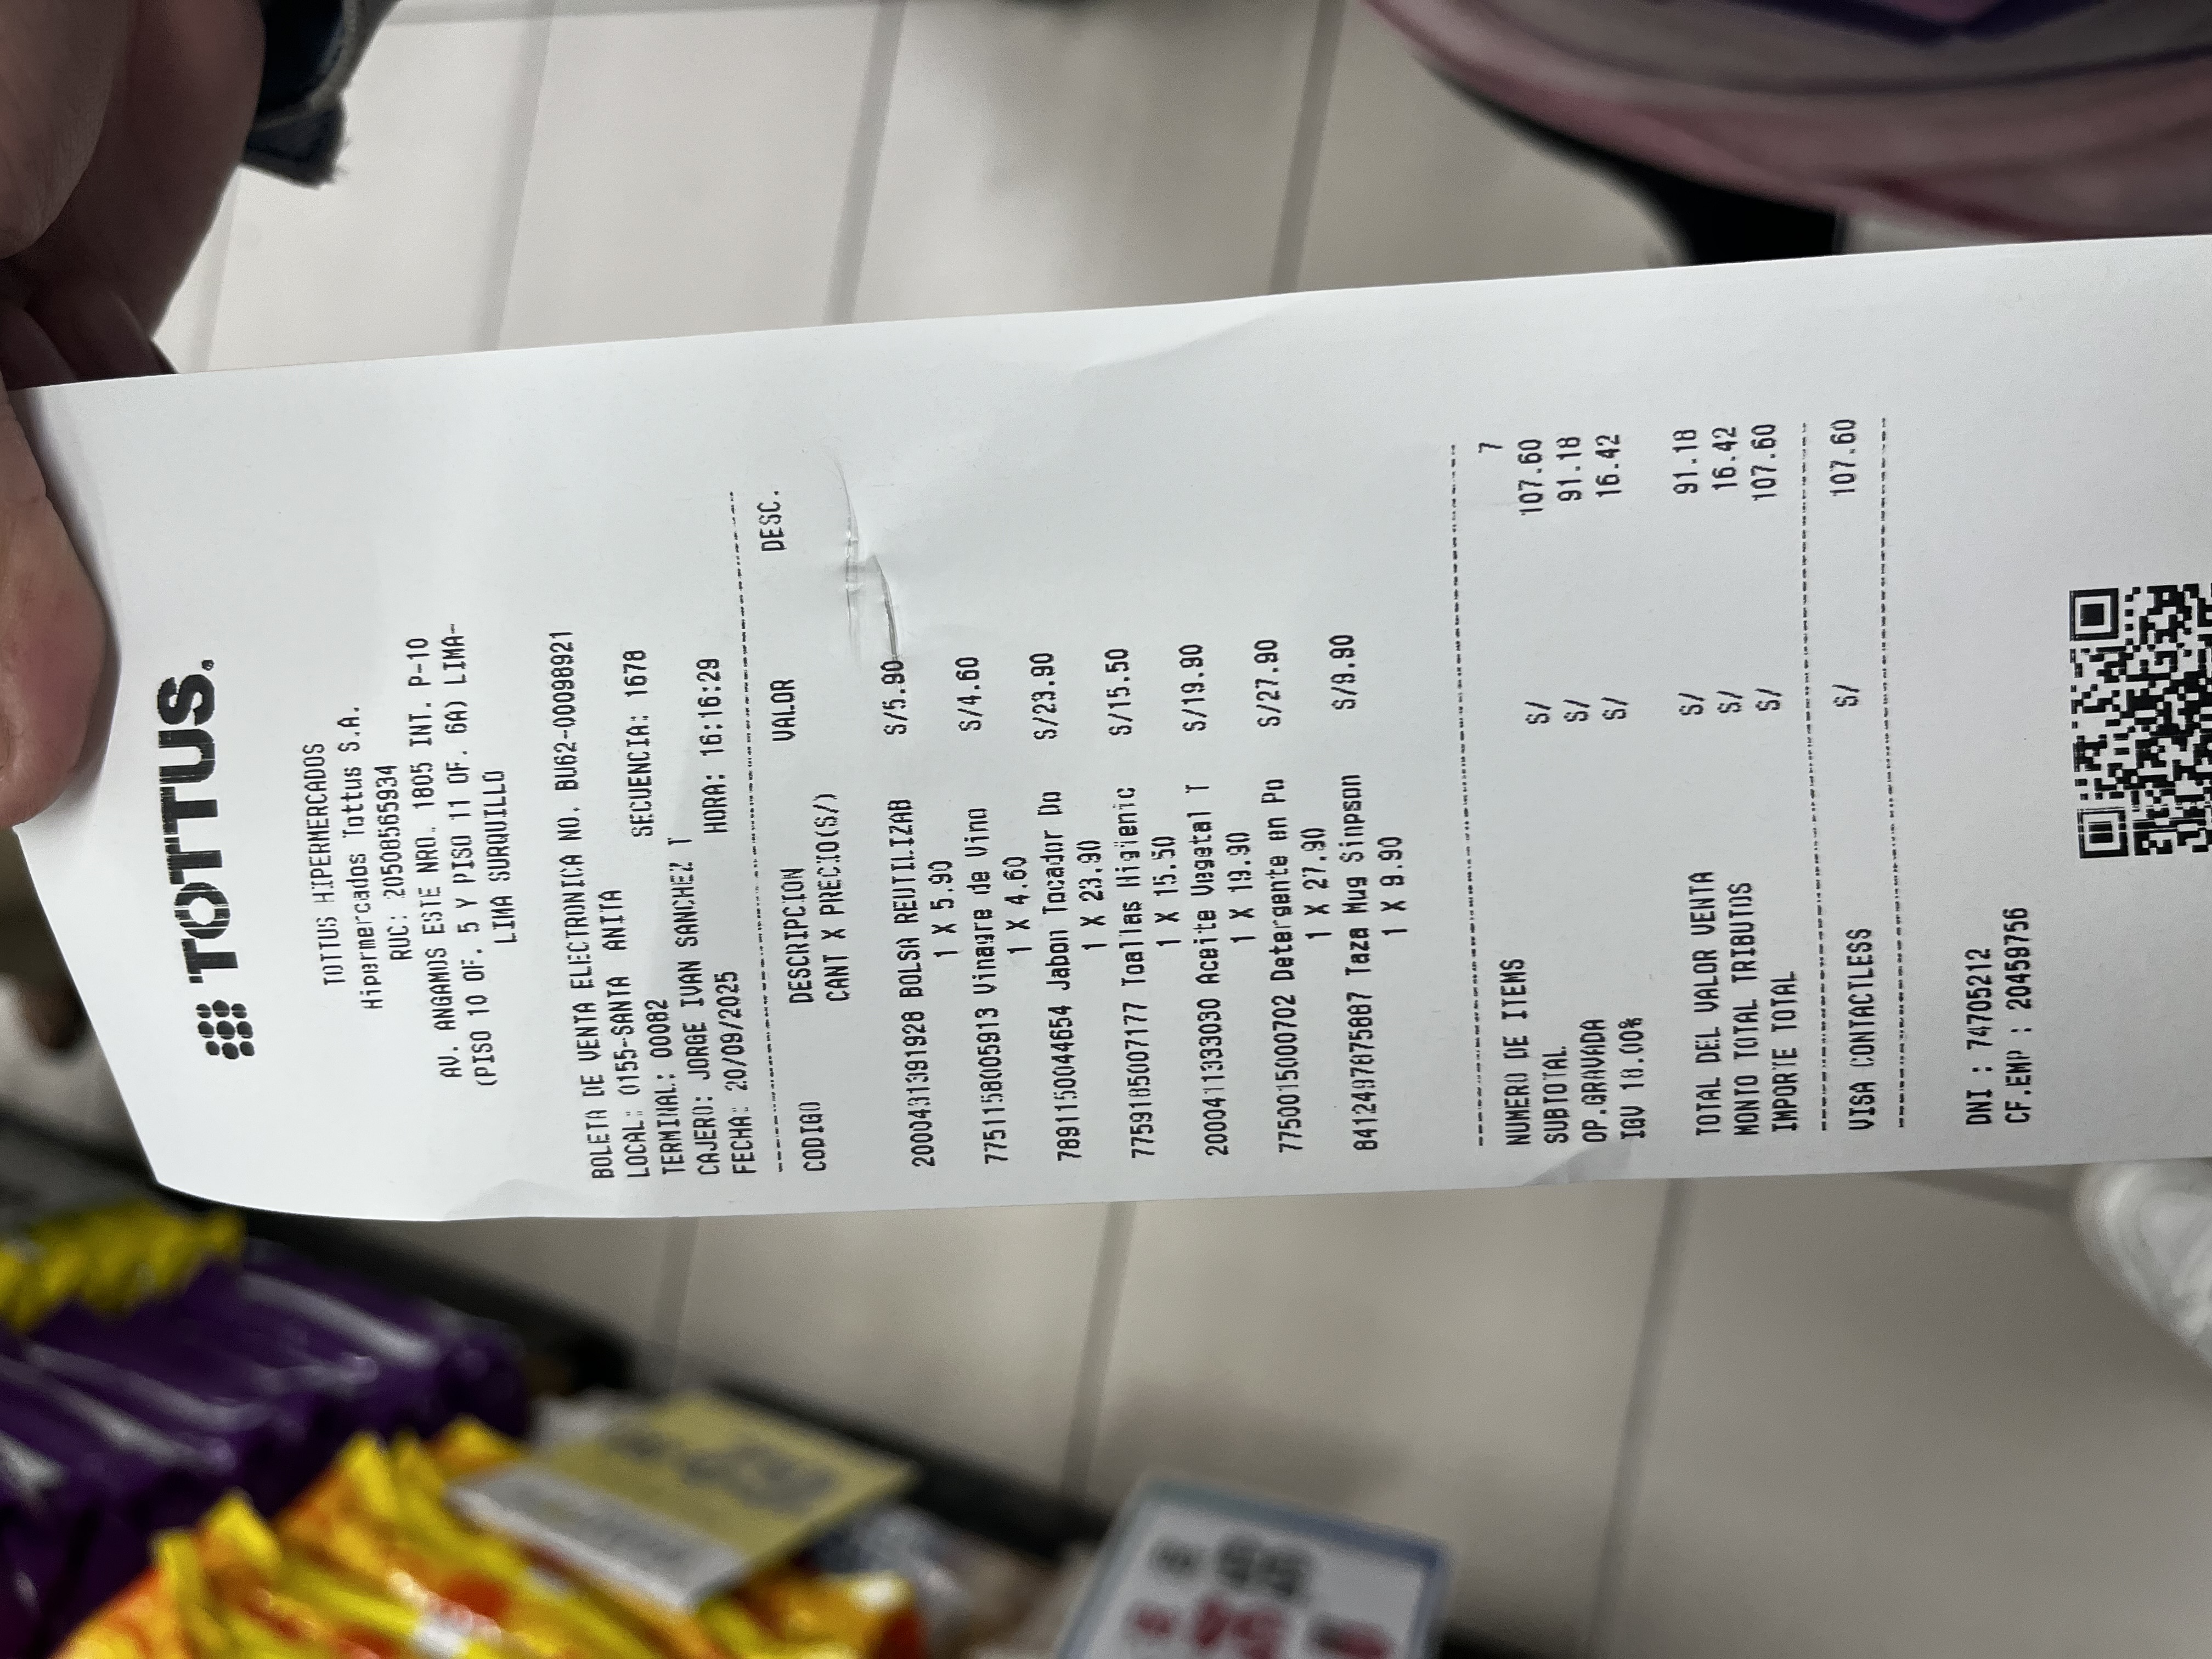 TOTTUS.
TOTTUS HIPERMERCADOS
Hipermercados Tottus S.A.
RUC: 20508565934
AV. ANGAMOS ESTE NRO. 1805 INT. P-10
(PISO 10 OF. 5 Y PISO 11 OF. 6A) LIMA-
LIMA SURQUILLO
BOLETA DE VENTA ELECTRONICA NO. BU62-00098921
LOCAL: 0155-SANTA ANITA
TERMINAL: 00082 SECUENCIA: 1678
CAJERO: JORGE IVAN SANCHEZ T
FECHA: 20/09/2025 HORA: 16:16:29
CODIGO DESCRIPCION VALOR DESC.
CANT X PRECIO(S/)
2000431391928 BOLSA REUTILIZAB S/5.90
1 X 5.90
7751158005913 Vinagre de Vino S/4.60
1 X 4.60
7891150044654 Jabon Tocador Do S/23.90
1 X 23.90
7759185007177 Toallas Higienic S/15.50
1 X 15.50
2000411333030 Aceite Vegetal T S/19.90
1 X 19.90
7750015000702 Detergente en Po S/27.90
1 X 27.90
8412497875887 Taza Mug Sinpson S/9.90
1 X 9.90
NUMERO DE ITEMS 7
SUBTOTAL S/ 107.60
OP.GRAVADA S/ 91.18
IGV 18.00% S/ 16.42
TOTAL DEL VALOR VENTA S/ 91.18
MONTO TOTAL TRIBUTOS S/ 16.42
IMPORTE TOTAL S/ 107.60
VISA CONTACTLESS S/ 107.60
DNI : 74705212
CF.EMP : 20459756